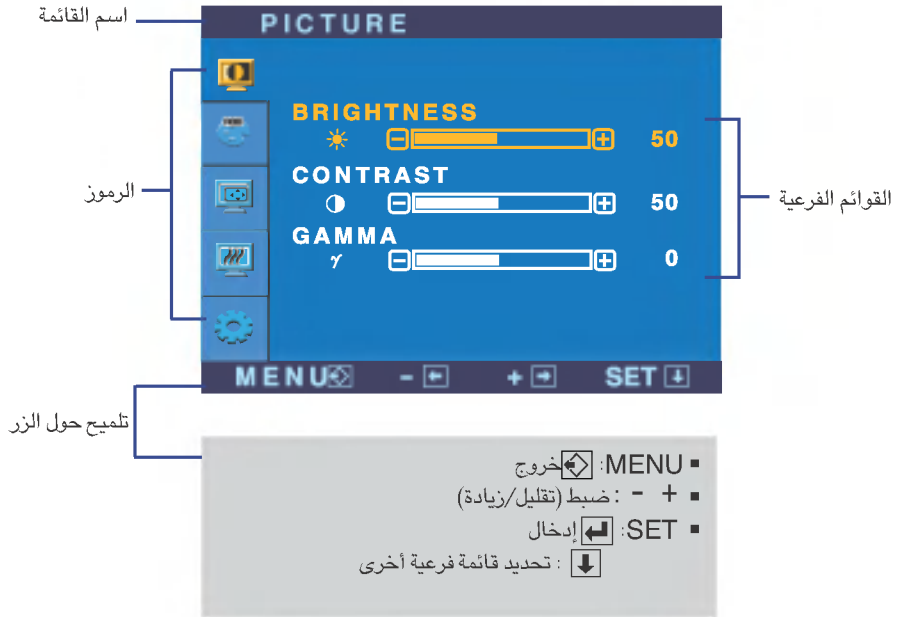 اسم القائمة
PICTURE
BRIGHTNESS
50
CONTRAST
50
GAMMA
γ
0
الرموز
القوائم الفرعية
MENU - + SET
تلميح حول الزر
▪ MENU: خروج
▪ + - : ضبط (تقليل/زيادة)
▪ SET: إدخال
: تحديد قائمة فرعية أخرى